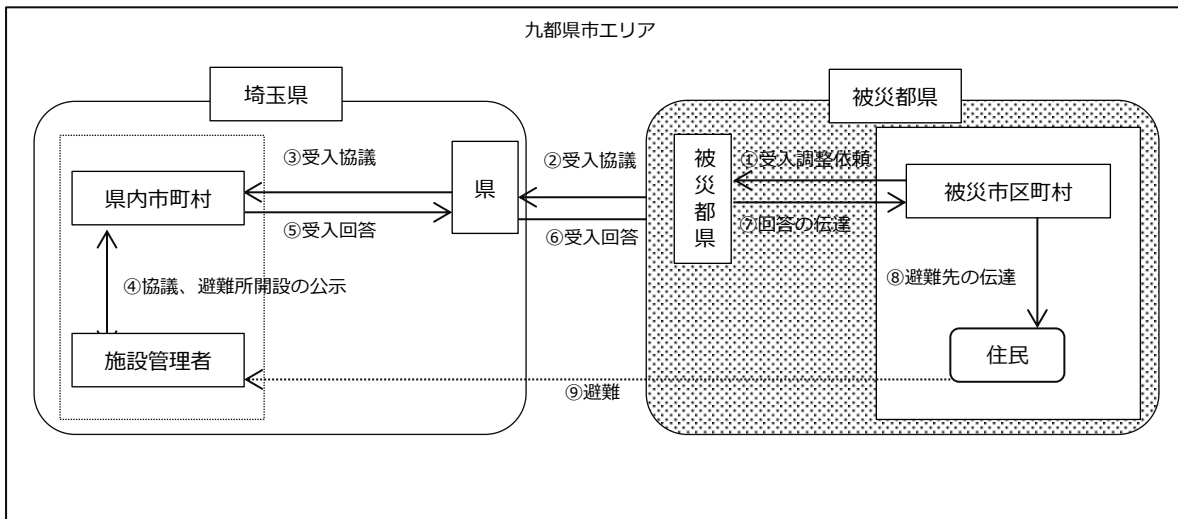 九都県市エリア
埼玉県
被災都県
③受入協議
県内市町村
⑤受入回答
県
②受入協議
⑥受入回答
被災都県
①受入調整依頼
⑦回答の伝達
被災市区町村
④協議、避難所開設の公示
⑧避難先の伝達
施設管理者
住民
⑨避難